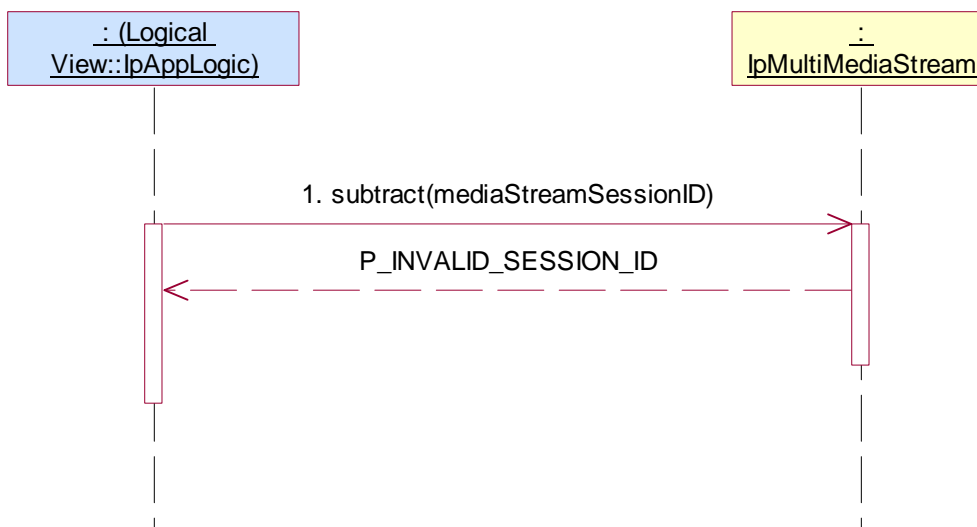 : (Logical
View::IpAppLogic)
:
IpMultiMediaStream
1. subtract(mediaStreamSessionID)
P_INVALID_SESSION_ID